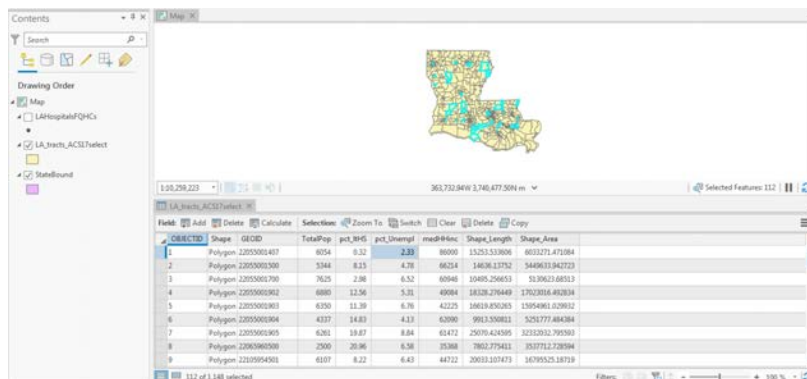 Contents
Search
Drawing Order
Map
LAHospitalsFQHCs
LA_tracts_ACS17select
StateBound
Map
1:10,259,223
363,732.94W 3,740,477.50N m
Selected Features: 112
LA_tracts_ACS17select
Field: Add Delete Calculate Selection: Zoom To Switch Clear Delete Copy
OBJECTID Shape GEOID TotalPop pct_ltHS pct_Unempl medHHinc Shape_Length Shape_Area
1 Polygon 22055001407 6054 0.32 2.33 86000 15253.533606 6033271.471084
2 Polygon 22055001500 5344 8.15 4.78 66214 14636.13752 5449633.942723
3 Polygon 22055001700 7625 2.98 6.52 60946 10495.256653 5130623.68513
4 Polygon 22055001902 6880 12.56 5.31 49084 18328.276449 17023016.492834
5 Polygon 22055001903 6350 11.39 6.76 42225 16619.850265 15954961.029932
6 Polygon 22055001904 4337 14.83 4.13 62090 9913.550811 5251777.484384
7 Polygon 22055001905 6261 19.87 8.84 61472 25070.424595 32332032.795593
8 Polygon 22065960500 2500 20.96 6.58 35368 7802.775411 3537712.728594
9 Polygon 22105954501 6107 8.22 6.43 44722 20033.107473 16795525.18719
112 of 1,148 selected
Filters: 100 %